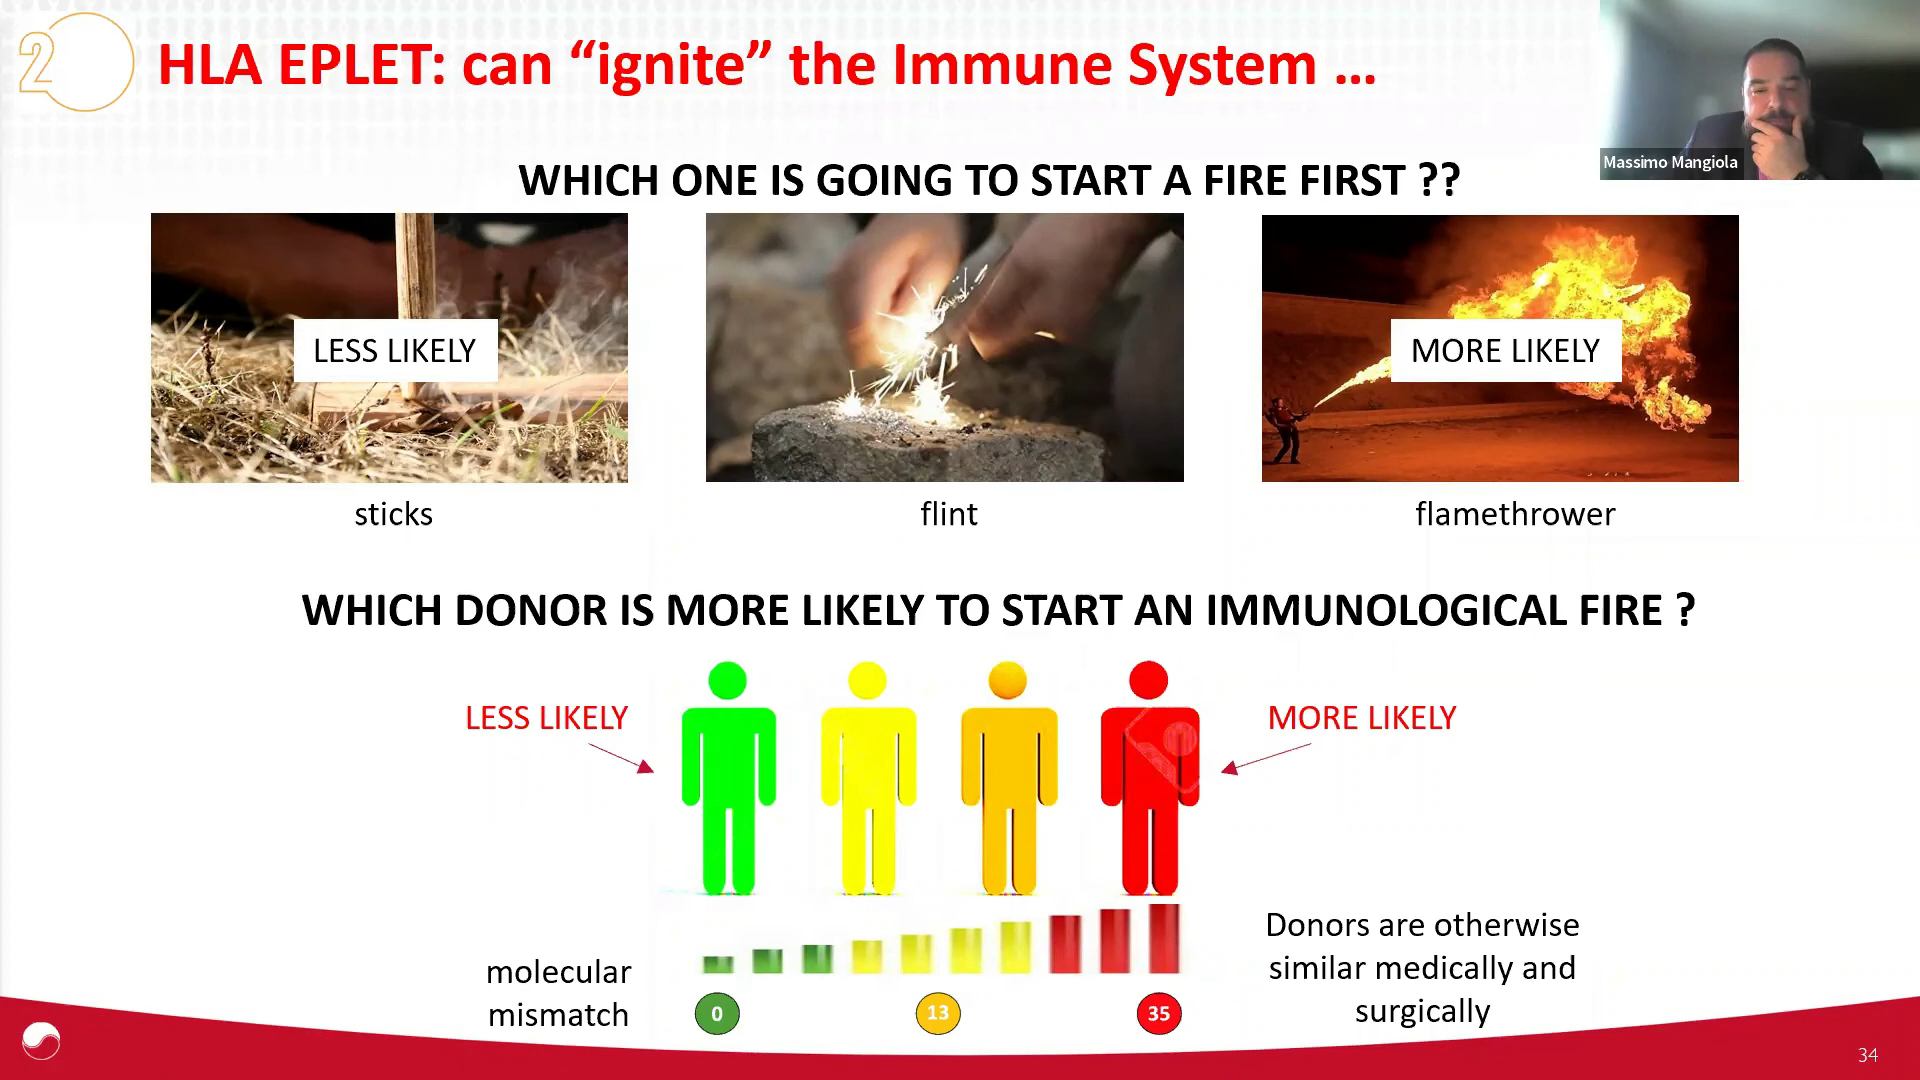 20
HLA EPLET: can “ignite” the Immune System ...
Massimo Mangiola
WHICH ONE IS GOING TO START A FIRE FIRST ??
LESS LIKELY
MORE LIKELY
sticks
flint
flamethrower
WHICH DONOR IS MORE LIKELY TO START AN IMMUNOLOGICAL FIRE ?
LESS LIKELY
MORE LIKELY
molecular
mismatch
0
13
35
Donors are otherwise
similar medically and
surgically
34